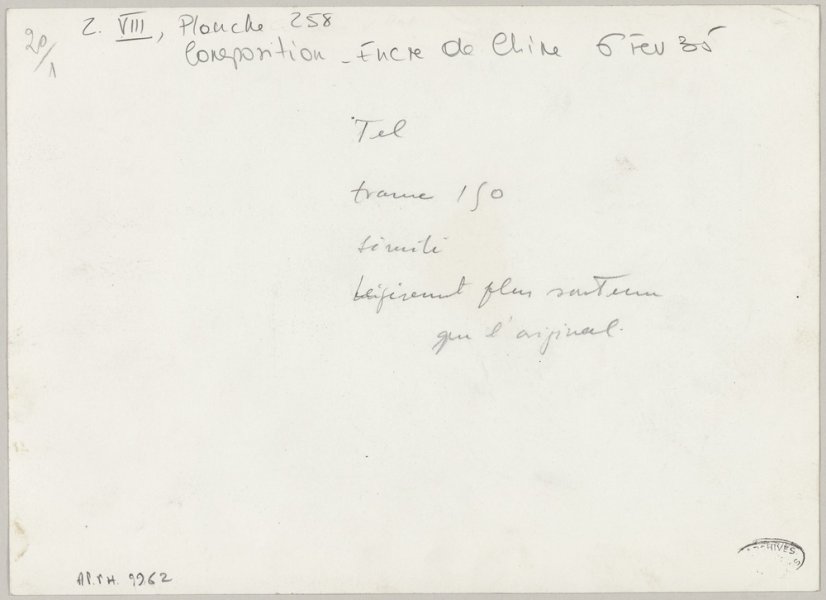 20/1
Z. VIII, Planche 258
Composition - Encre de Chine 6 Fev 35
Tel
trame 150
simili
Légèrement plus soutenu
que l'original.
AP.PH. 9962
ARCHIVES